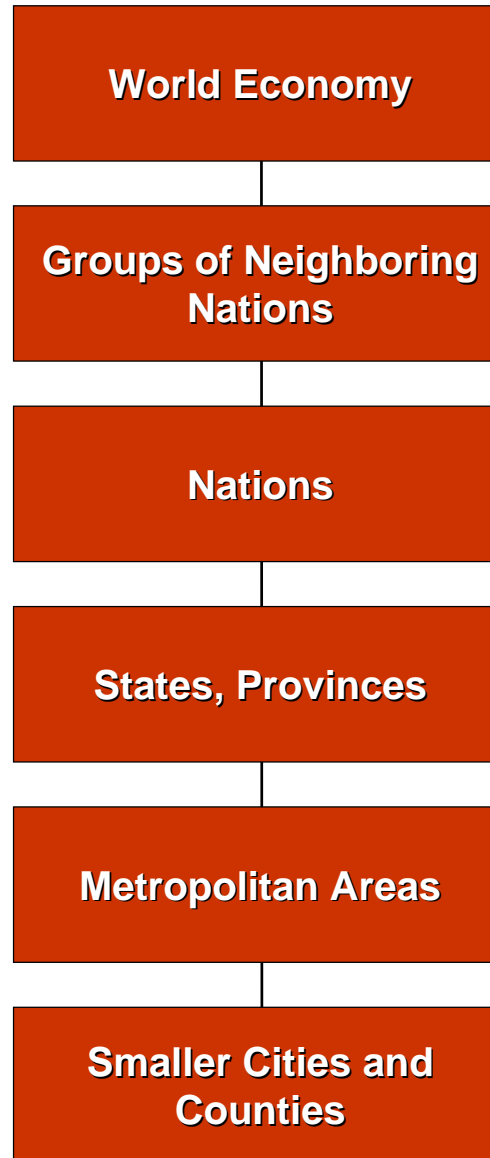 World Economy
Groups of Neighboring
Nations
Nations
States, Provinces
Metropolitan Areas
Smaller Cities and
Counties